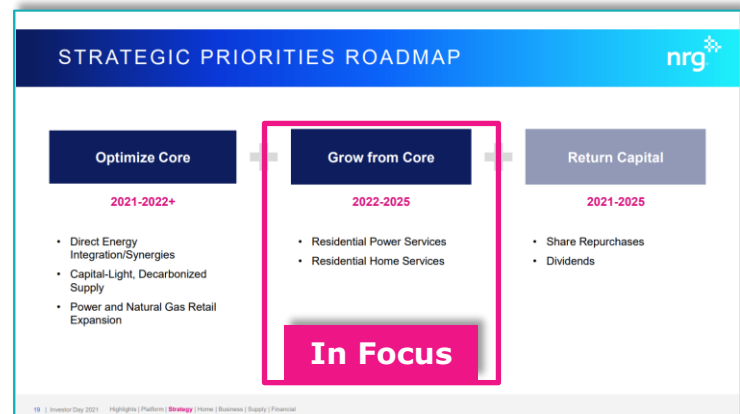 STRATEGIC PRIORITIES ROADMAP
nrg
Optimize Core
Grow from Core
Return Capital
2021-2022+
2022-2025
2021-2025
• Direct Energy
Integration/Synergies
• Capital-Light, Decarbonized
Supply
• Power and Natural Gas Retail
Expansion
• Residential Power Services
• Residential Home Services
• Share Repurchases
• Dividends
In Focus
19 | Investor Day 2021 Highlights | Platform | Strategy | Home | Business | Supply | Financial